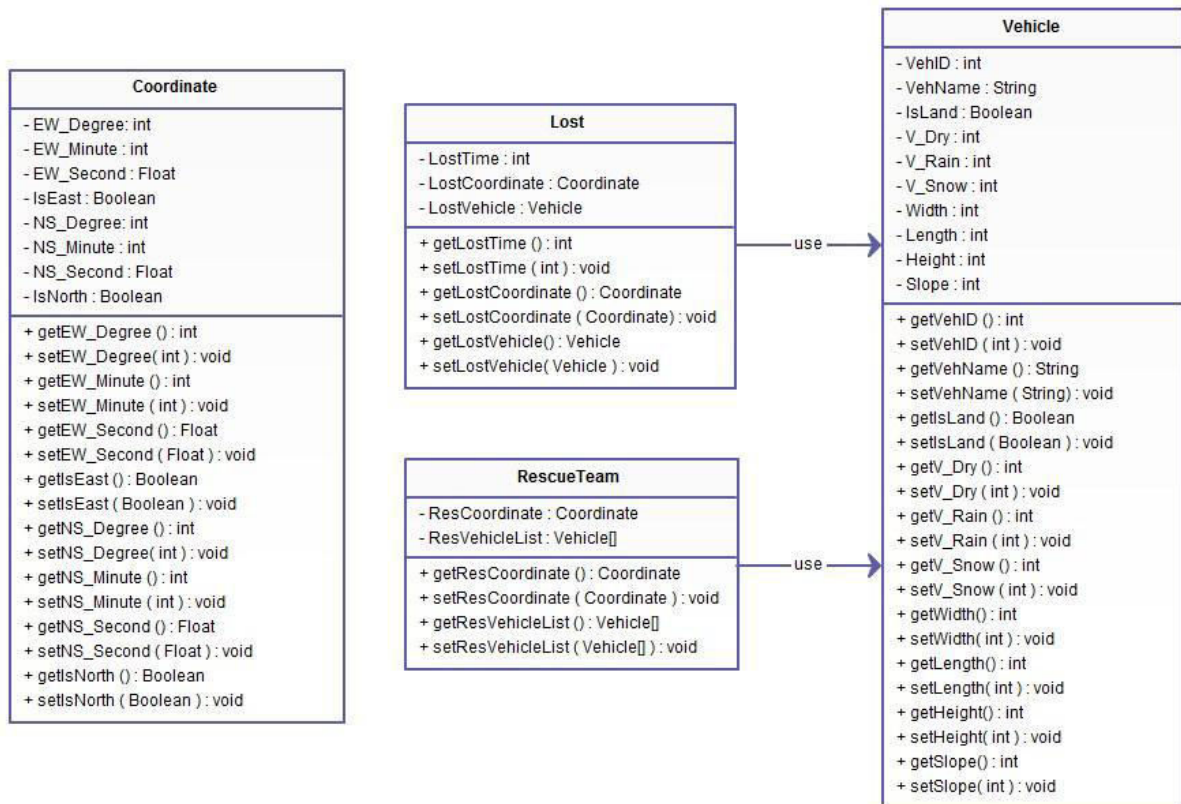 Coordinate
- EW_Degree: int
- EW_Minute : int
- EW_Second : Float
- IsEast : Boolean
- NS_Degree: int
- NS_Minute : int
- NS_Second : Float
- IsNorth : Boolean
+ getEW_Degree () : int
+ setEW_Degree( int ) : void
+ getEW_Minute () : int
+ setEW_Minute ( int ) : void
+ getEW_Second () : Float
+ setEW_Second ( Float ) : void
+ getIsEast () : Boolean
+ setIsEast ( Boolean ) : void
+ getNS_Degree () : int
+ setNS_Degree( int ) : void
+ getNS_Minute () : int
+ setNS_Minute ( int ) : void
+ getNS_Second () : Float
+ setNS_Second ( Float ) : void
+ getIsNorth () : Boolean
+ setIsNorth ( Boolean ) : void
Lost
- LostTime : int
- LostCoordinate : Coordinate
- LostVehicle : Vehicle
+ getLostTime () : int
+ setLostTime ( int ) : void
+ getLostCoordinate () : Coordinate
+ setLostCoordinate ( Coordinate) : void
+ getLostVehicle() : Vehicle
+ setLostVehicle( Vehicle ) : void
use
RescueTeam
- ResCoordinate : Coordinate
- ResVehicleList : Vehicle[]
+ getResCoordinate () : Coordinate
+ setResCoordinate ( Coordinate ) : void
+ getResVehicleList () : Vehicle[]
+ setResVehicleList ( Vehicle[] ) : void
use
Vehicle
- VehID : int
- VehName : String
- IsLand : Boolean
- V_Dry : int
- V_Rain : int
- V_Snow : int
- Width : int
- Length : int
- Height : int
- Slope : int
+ getVehID () : int
+ setVehID ( int ) : void
+ getVehName () : String
+ setVehName ( String) : void
+ getIsLand () : Boolean
+ setIsLand ( Boolean ) : void
+ getV_Dry () : int
+ setV_Dry ( int ) : void
+ getV_Rain () : int
+ setV_Rain ( int ) : void
+ getV_Snow () : int
+ setV_Snow ( int ) : void
+ getWidth() : int
+ setWidth( int ) : void
+ getLength() : int
+ setLength( int ) : void
+ getHeight() : int
+ setHeight( int ) : void
+ getSlope() : int
+ setSlope( int ) : void